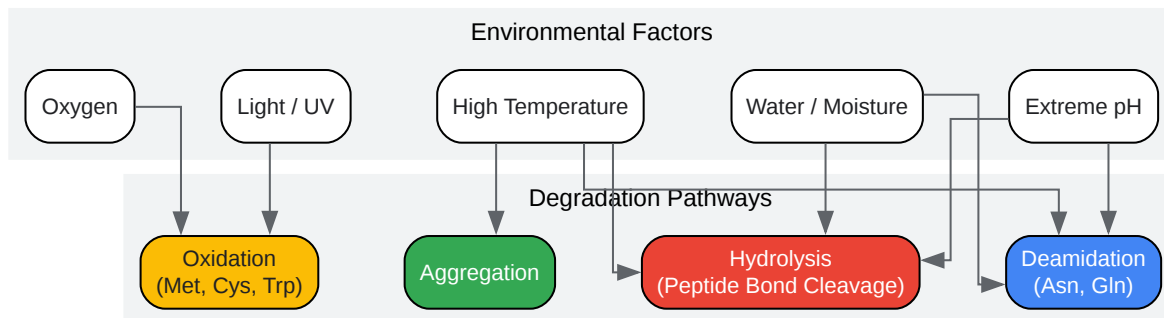 Environmental Factors
Oxygen
Light / UV
High Temperature
Water / Moisture
Extreme pH
Degradation Pathways
Oxidation
(Met, Cys, Trp)
Aggregation
Hydrolysis
(Peptide Bond Cleavage)
Deamidation
(Asn, Gln)